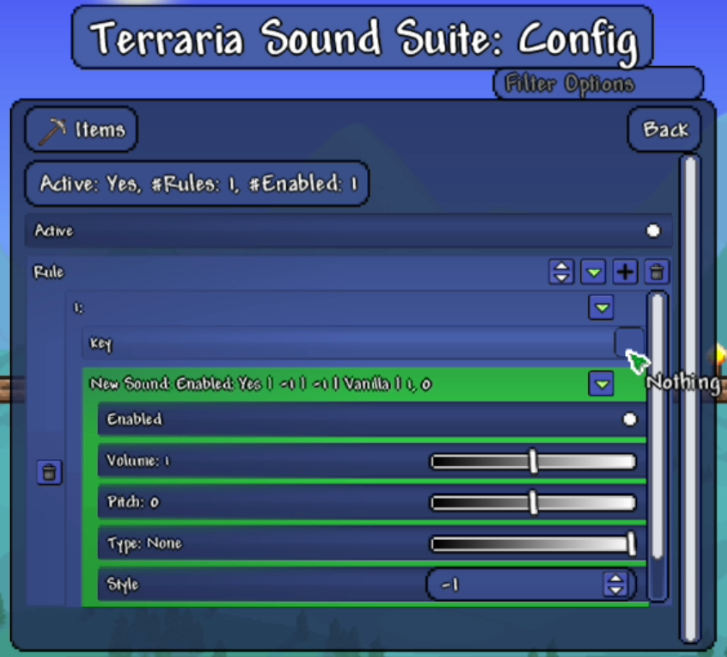 Terraria Sound Suite: Config
Filter Options
Items
Back
Active: Yes, #Rules: 1, #Enabled: 1
Active
Rule
1:
Key
Nothing
New Sound: Enabled: Yes | -1 | -1 | Vanilla | 1, 0
Enabled
Volume: 1
Pitch: 0
Type: None
Style
-1